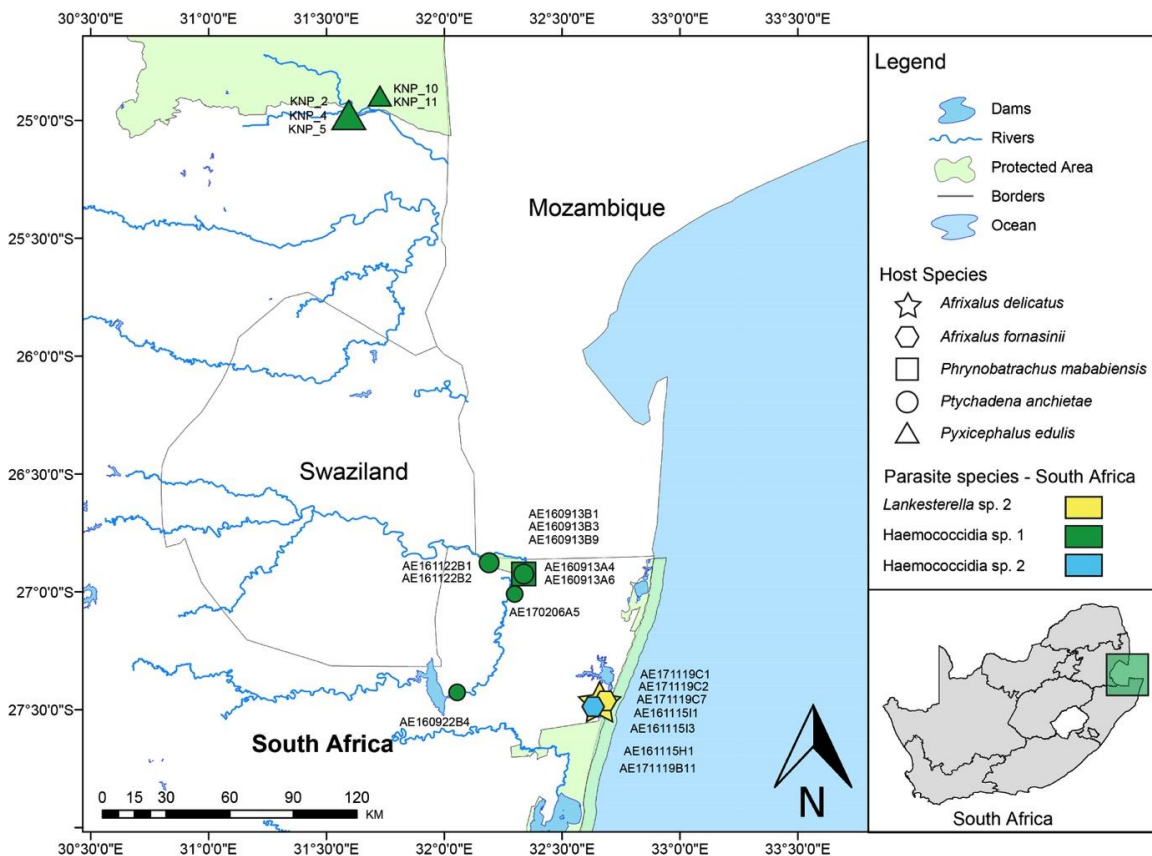 30°30'0"E 31°0'0"E 31°30'0"E 32°0'0"E 32°30'0"E 33°0'0"E 33°30'0"E
25°0'0"S
25°30'0"S
26°0'0"S
26°30'0"S
27°0'0"S
27°30'0"S
KNP_10
KNP_11
KNP_2
KNP_4
KNP_5
Mozambique
Swaziland
AE160913B1
AE160913B3
AE160913B9
AE161122B1
AE161122B2
AE160913A4
AE160913A6
AE170206A5
AE160922B4
AE171119C1
AE171119C2
AE171119C7
AE161115I1
AE161115I3
AE161115H1
AE171119B11
South Africa
0 15 30 60 90 120
KM
N
30°30'0"E 31°0'0"E 31°30'0"E 32°0'0"E 32°30'0"E 33°0'0"E 33°30'0"E
Legend
Dams
Rivers
Protected Area
Borders
Ocean
Host Species
Afrixalus delicatus
Afrixalus fornasinii
Phrynobatrachus mababiensis
Ptychadena anchietae
Pyxicephalus edulis
Parasite species - South Africa
Lankesterella sp. 2
Haemococcidia sp. 1
Haemococcidia sp. 2
South Africa